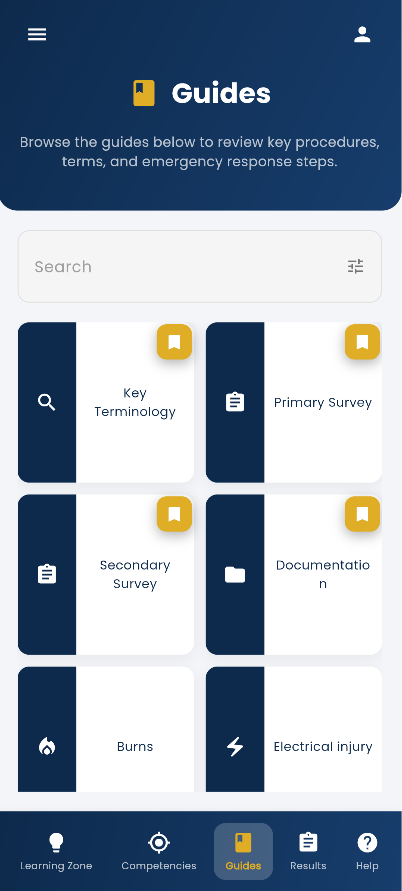 Guides
Browse the guides below to review key procedures,
terms, and emergency response steps.
Search
Key
Terminology
Primary Survey
Secondary
Survey
Documentatio
n
Burns
Electrical injury
Learning Zone
Competencies
Guides
Results
Help